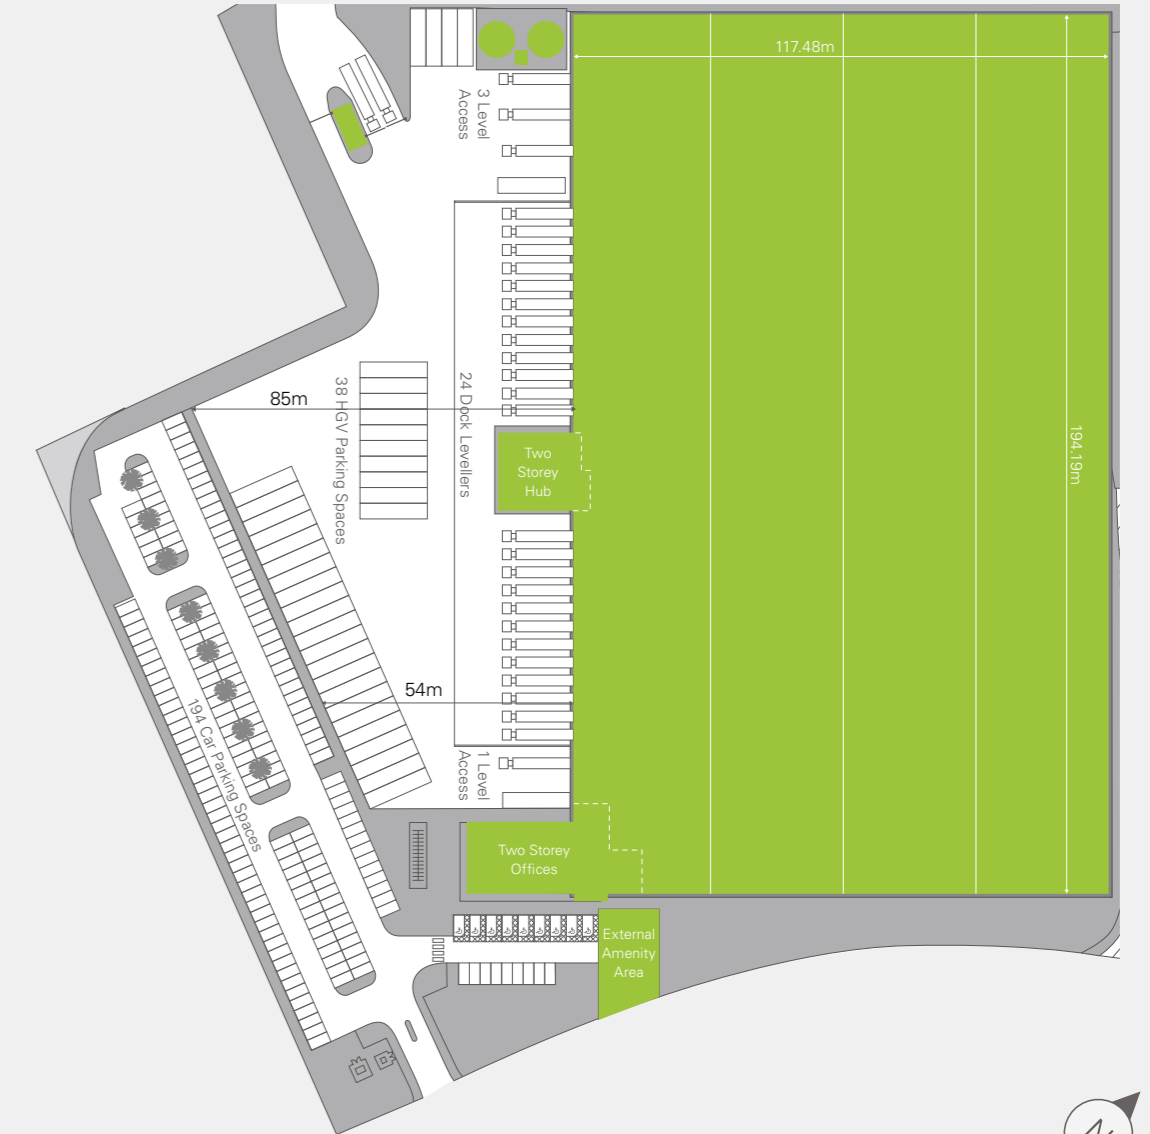 117.48m
3 Level
Access
85m
38 HGV Parking Spaces
24 Dock Levellers
Two
Storey
Hub
194.19m
54m
194 Car Parking Spaces
1 Level
Access
Two Storey
Offices
External
Amenity
Area